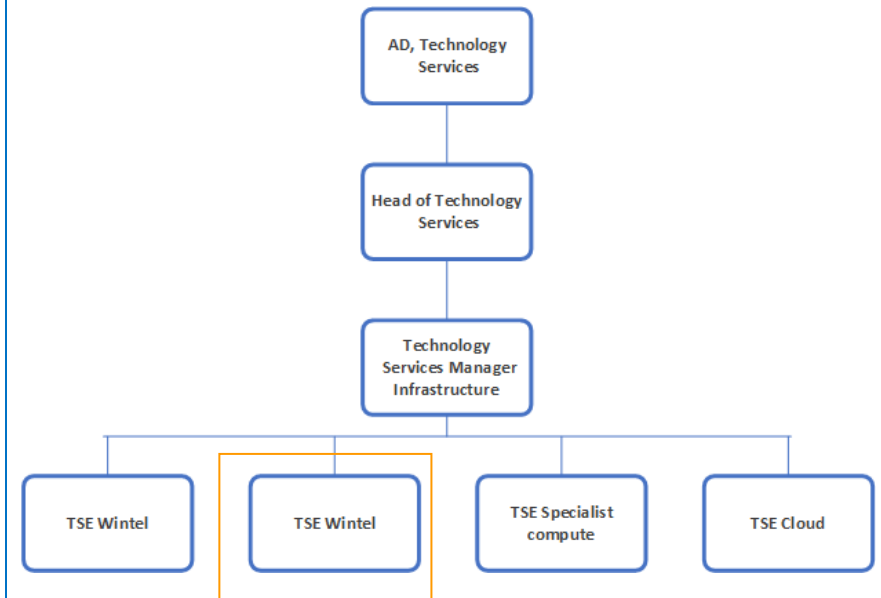 AD, Technology
Services
Head of Technology
Services
Technology
Services Manager
Infrastructure
TSE Wintel
TSE Wintel
TSE Specialist
compute
TSE Cloud